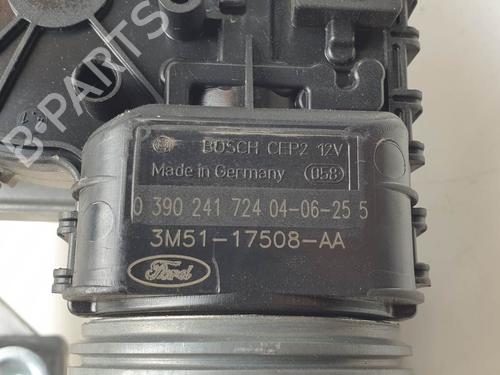 BOSCH CEP2 12V
Made in Germany 058
0 390 241 724 04-06-25 5
3M51-17508-AA
Ford
B-PARTS